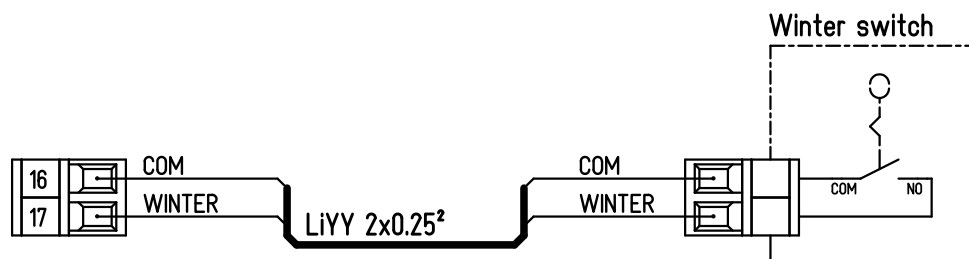 Winter switch
16 COM COM
COM NO
17 WINTER WINTER
LiYY 2x0.25²